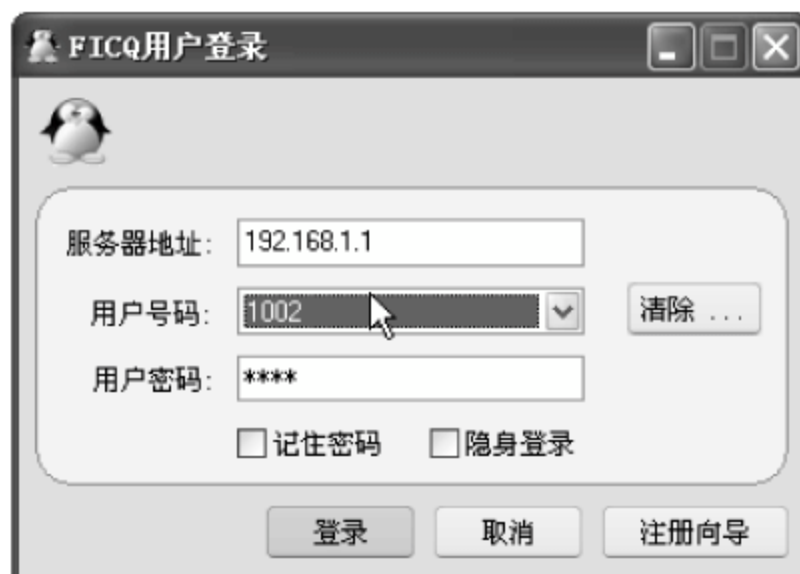 FICQ用户登录
服务器地址: 192.168.1.1
用户号码: 1002 清除 ...
用户密码: ****
记住密码 隐身登录
登录 取消 注册向导